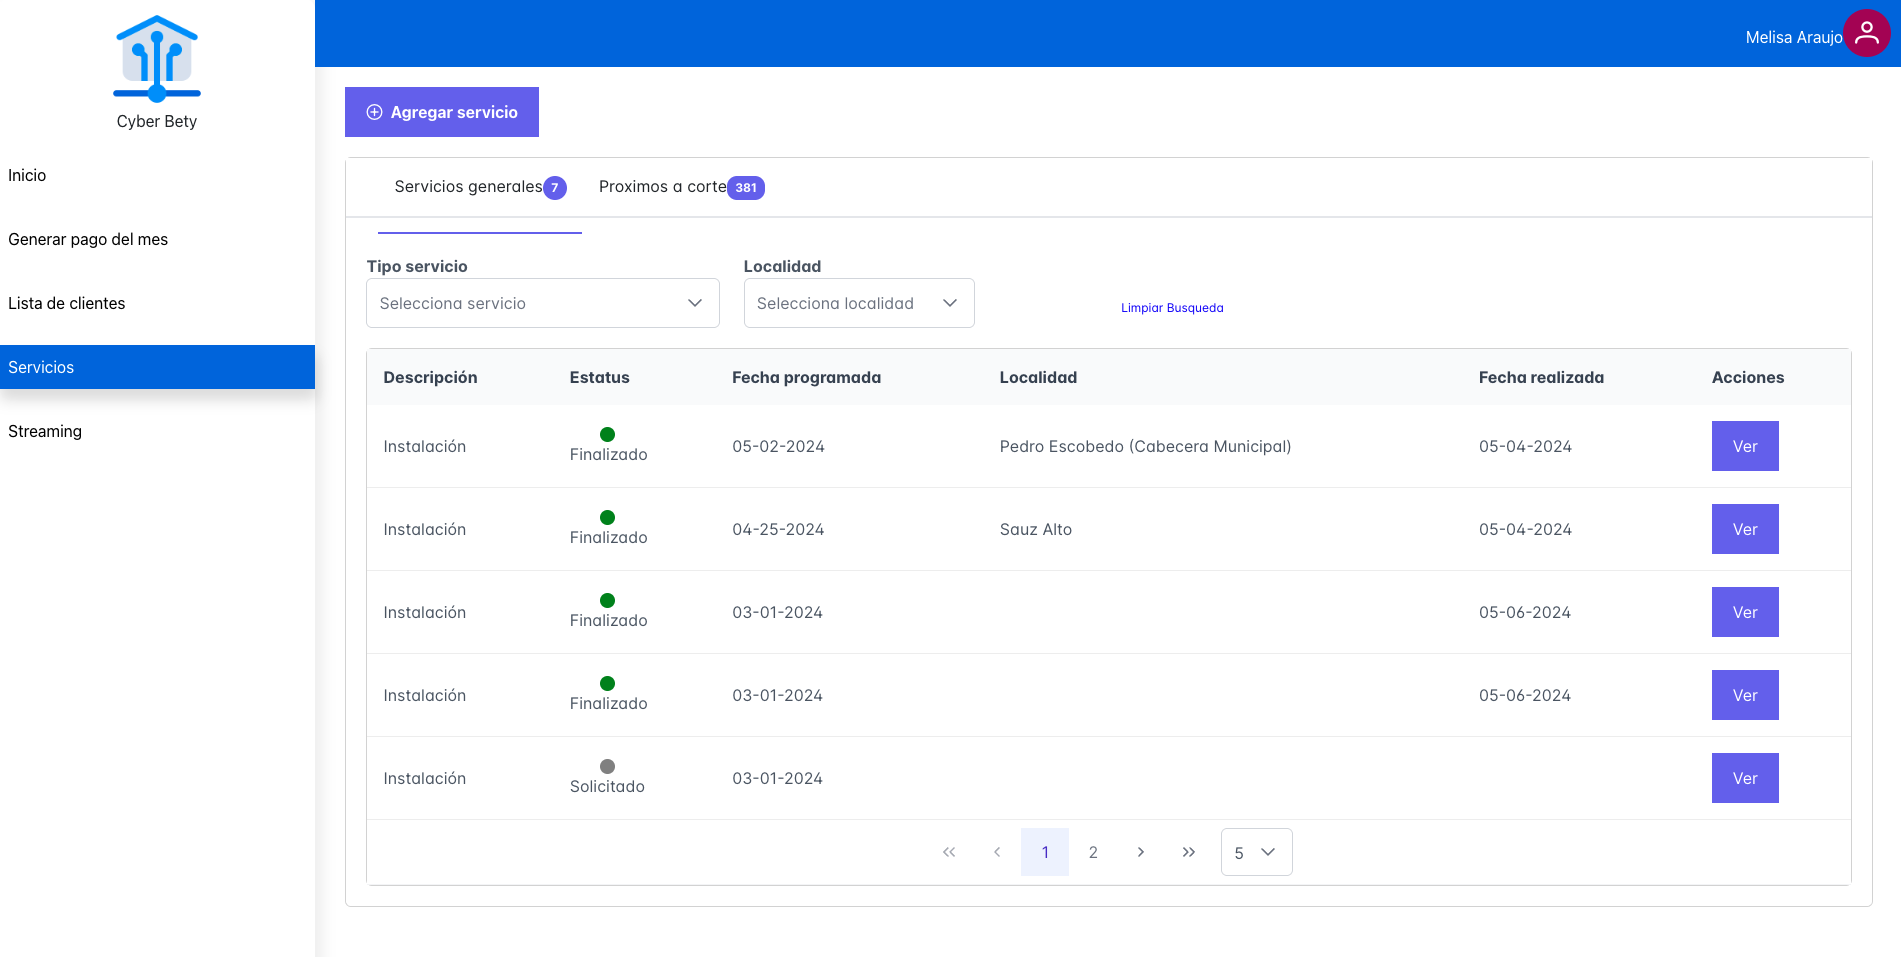 Melisa Araujo
Cyber Bety
Inicio
Generar pago del mes
Lista de clientes
Servicios
Streaming
Agregar servicio
Servicios generales 7 Proximos a corte 381
Tipo servicio Localidad
Selecciona servicio Selecciona localidad Limpiar Busqueda
Descripción Estatus Fecha programada Localidad Fecha realizada Acciones
Instalación Finalizado 05-02-2024 Pedro Escobedo (Cabecera Municipal) 05-04-2024 Ver
Instalación Finalizado 04-25-2024 Sauz Alto 05-04-2024 Ver
Instalación Finalizado 03-01-2024 05-06-2024 Ver
Instalación Finalizado 03-01-2024 05-06-2024 Ver
Instalación Solicitado 03-01-2024 Ver
1 2 5